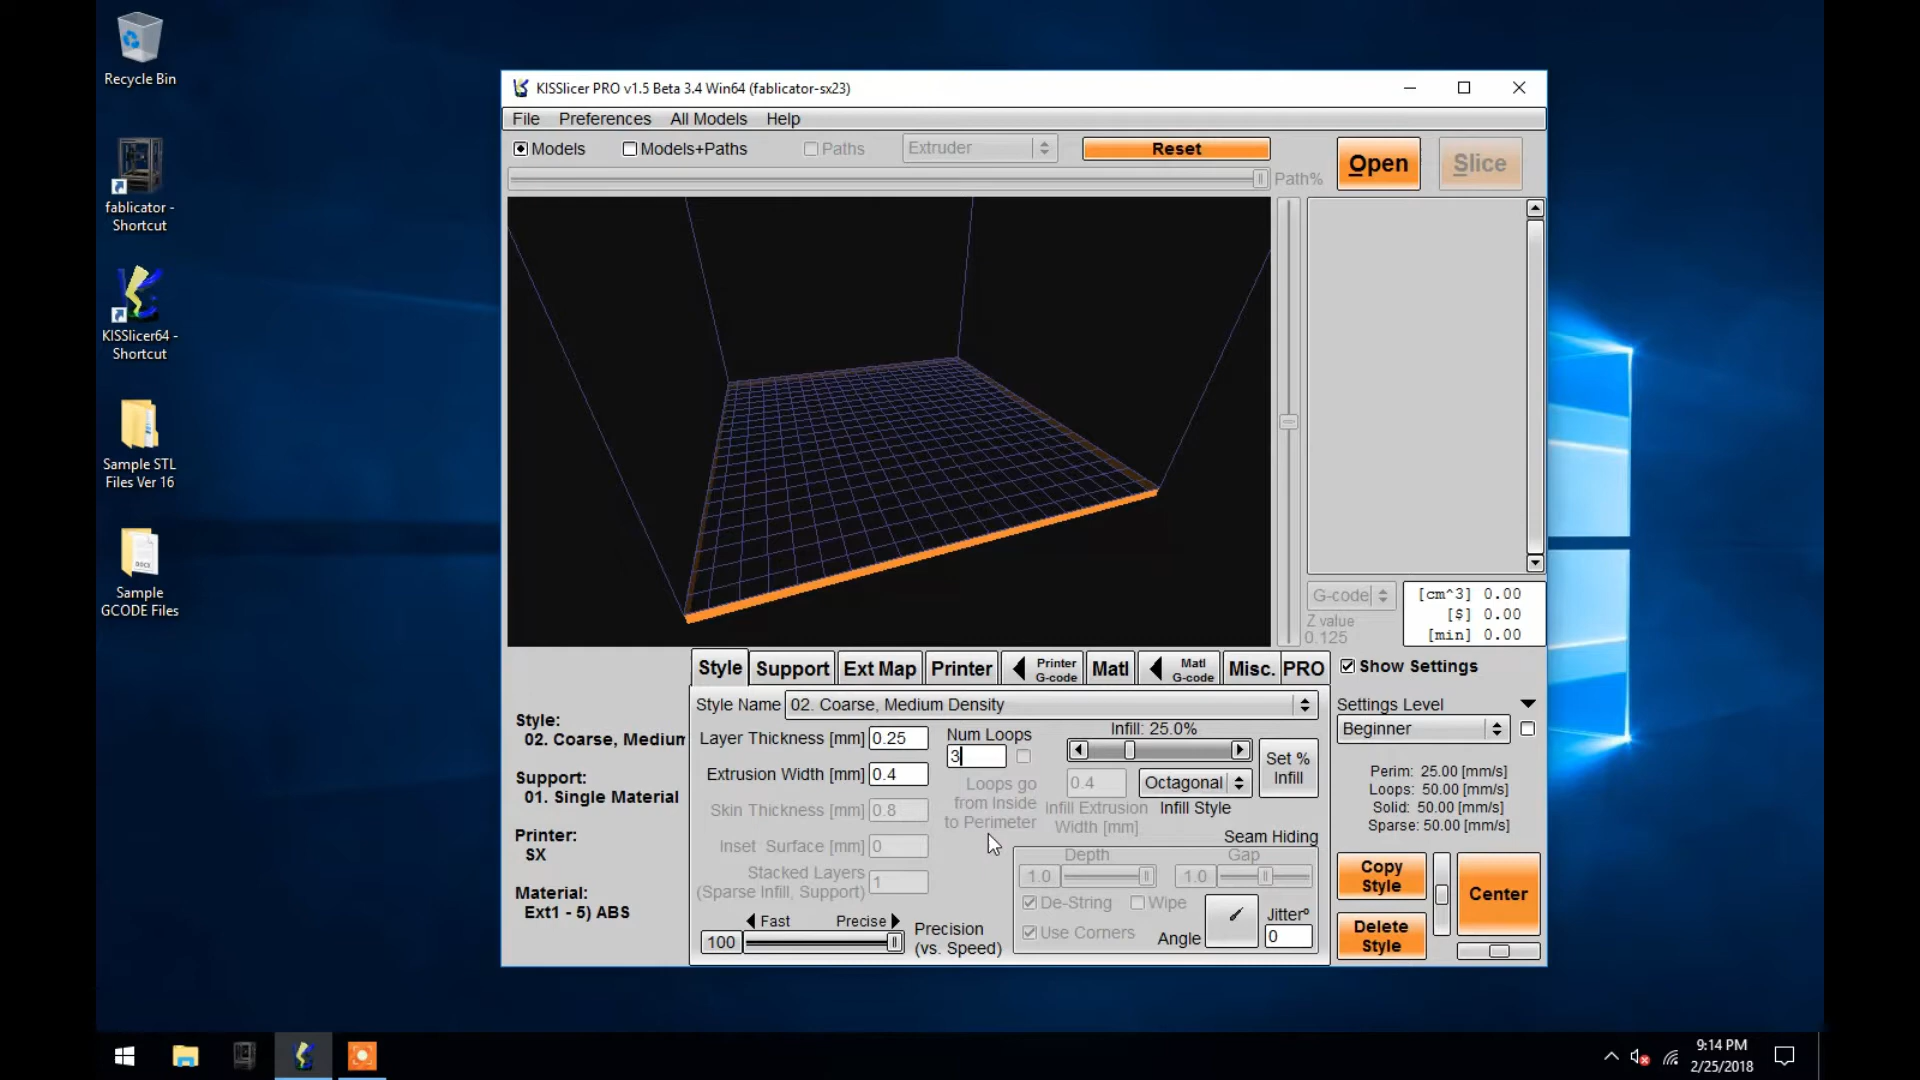 Recycle Bin
fablicator -
Shortcut
KISSlicer64 -
Shortcut
Sample STL
Files Ver 16
DOCX
Sample
GCODE Files
KISSlicer PRO v1.5 Beta 3.4 Win64 (fablicator-sx23)
File Preferences All Models Help
Models Models+Paths Paths Extruder Reset
Open Slice
Path%
G-code
Z value
0.125
[cm^3] 0.00
[$] 0.00
[min] 0.00
Style Support Ext Map Printer Printer G-code Matl Matl G-code Misc. PRO
Show Settings
Style:
02. Coarse, Medium
Support:
01. Single Material
Printer:
SX
Material:
Ext1 - 5) ABS
Style Name 02. Coarse, Medium Density
Layer Thickness [mm] 0.25
Extrusion Width [mm] 0.4
Skin Thickness [mm] 0.8
Inset Surface [mm] 0
Stacked Layers
(Sparse Infill, Support) 1
Fast Precise
100
Precision
(vs. Speed)
Num Loops
3
Loops go
from Inside
to Perimeter
Infill: 25.0%
Set %
Infill
0.4 Octagonal
Infill Extrusion
Width [mm]
Infill Style
Seam Hiding
Depth Gap
1.0 1.0
De-String Wipe
Use Corners
Angle
Jitterº
0
Settings Level
Beginner
Perim: 25.00 [mm/s]
Loops: 50.00 [mm/s]
Solid: 50.00 [mm/s]
Sparse: 50.00 [mm/s]
Copy
Style
Delete
Style
Center
9:14 PM
2/25/2018